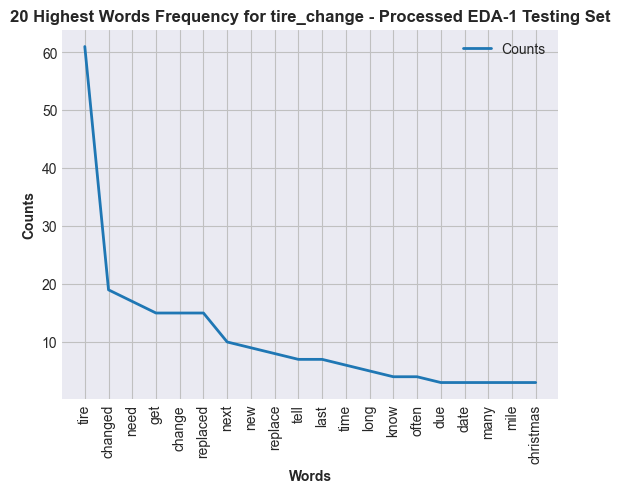 20 Highest Words Frequency for tire_change - Processed EDA-1 Testing Set
Counts
60
50
40
30
20
10
Counts
tire
changed
need
get
change
replaced
next
new
replace
tell
last
time
long
know
often
due
date
many
mile
christmas
Words